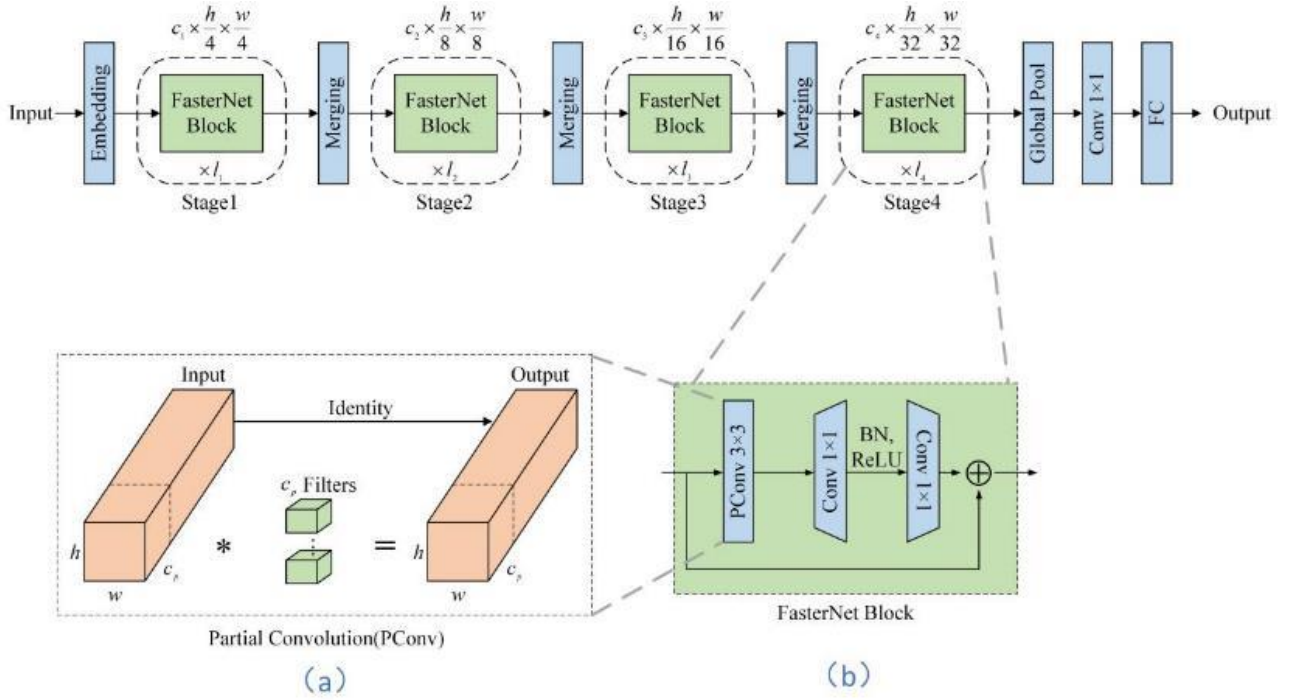 c₁ × h/4 × w/4
c₂ × h/8 × w/8
c₃ × h/16 × w/16
c₄ × h/32 × w/32
Input
Embedding
FasterNet
Block
× l₁
Stage1
Merging
FasterNet
Block
× l₂
Stage2
Merging
FasterNet
Block
× l₃
Stage3
Merging
FasterNet
Block
× l₄
Stage4
Global Pool
Conv 1×1
FC
Output
Input
Output
Identity
cₚ Filters
h
w
cₚ
*
=
h
w
cₚ
Partial Convolution(PConv)
(a)
PConv 3×3
Conv 1×1
BN,
ReLU
Conv 1×1
FasterNet Block
(b)